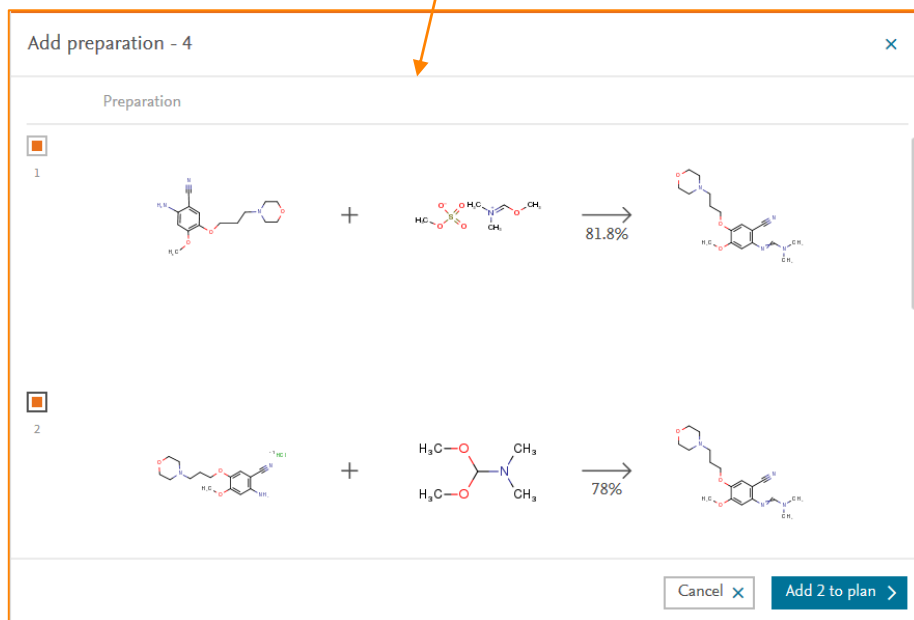 Add preparation - 4
Preparation
1
N
H₂N
N
O
O
O
H₃C
+
O⁻
O
S
O
O
H₃C
H₃C
N⁺
CH₃
O
CH₃
81.8%
O
N
O
N
H₃C
O
N
N
CH₃
CH₃
2
O
N
O
N
HCl
H₃C
O
NH₂
+
H₃C
O
CH₃
N
H₃C
O
CH₃
78%
O
N
O
N
H₃C
O
N
N
CH₃
CH₃
Cancel
Add 2 to plan